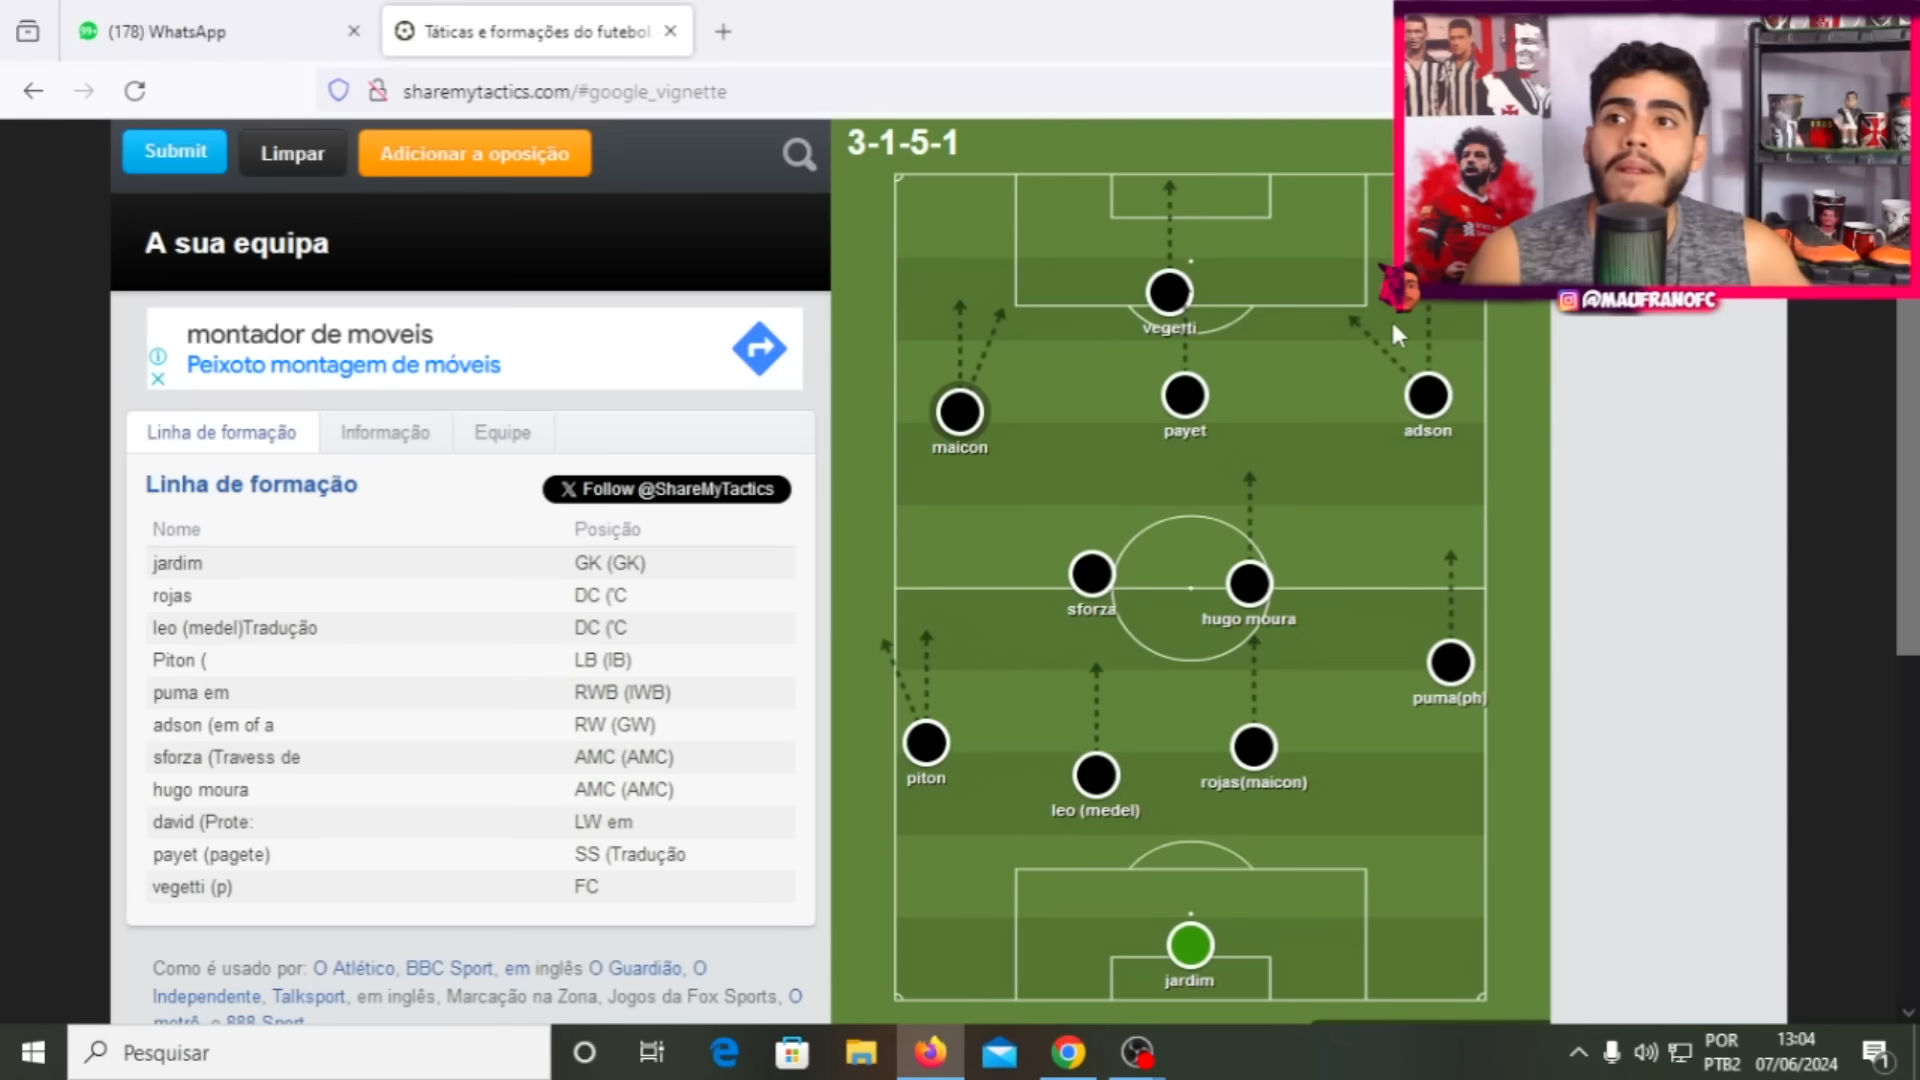 (178) WhatsApp
Táticas e formações do futebol
sharemytactics.com/#google_vignette
@MAUFRANOFC
Submit
Limpar
Adicionar a oposição
A sua equipa
montador de moveis
Peixoto montagem de móveis
Linha de formação
Informação
Equipe
Linha de formação
Follow @ShareMyTactics
Nome Posição
jardim GK (GK)
rojas DC ('C
leo (medel)Tradução DC ('C
Piton ( LB (IB)
puma em RWB (IWB)
adson (em of a RW (GW)
sforza (Travess de AMC (AMC)
hugo moura AMC (AMC)
david (Prote: LW em
payet (pagete) SS (Tradução
vegetti (p) FC
Como é usado por: O Atlético, BBC Sport, em inglês O Guardião, O
Independente, Talksport, em inglês, Marcação na Zona, Jogos da Fox Sports, O
metrô, e 888 Sport
3-1-5-1
vegetti
maicon
payet
adson
sforza
hugo moura
puma(ph)
piton
leo (medel)
rojas(maicon)
jardim
Pesquisar
POR
PTB2
13:04
07/06/2024
1